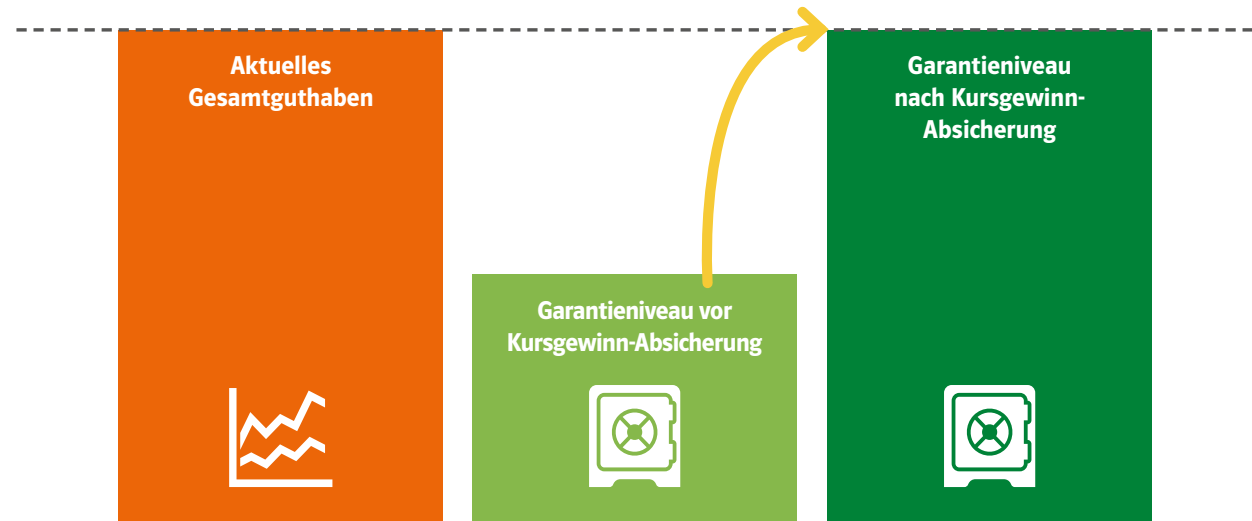 Aktuelles
Gesamtguthaben
Garantieniveau vor
Kursgewinn-Absicherung
Garantieniveau
nach Kursgewinn-
Absicherung